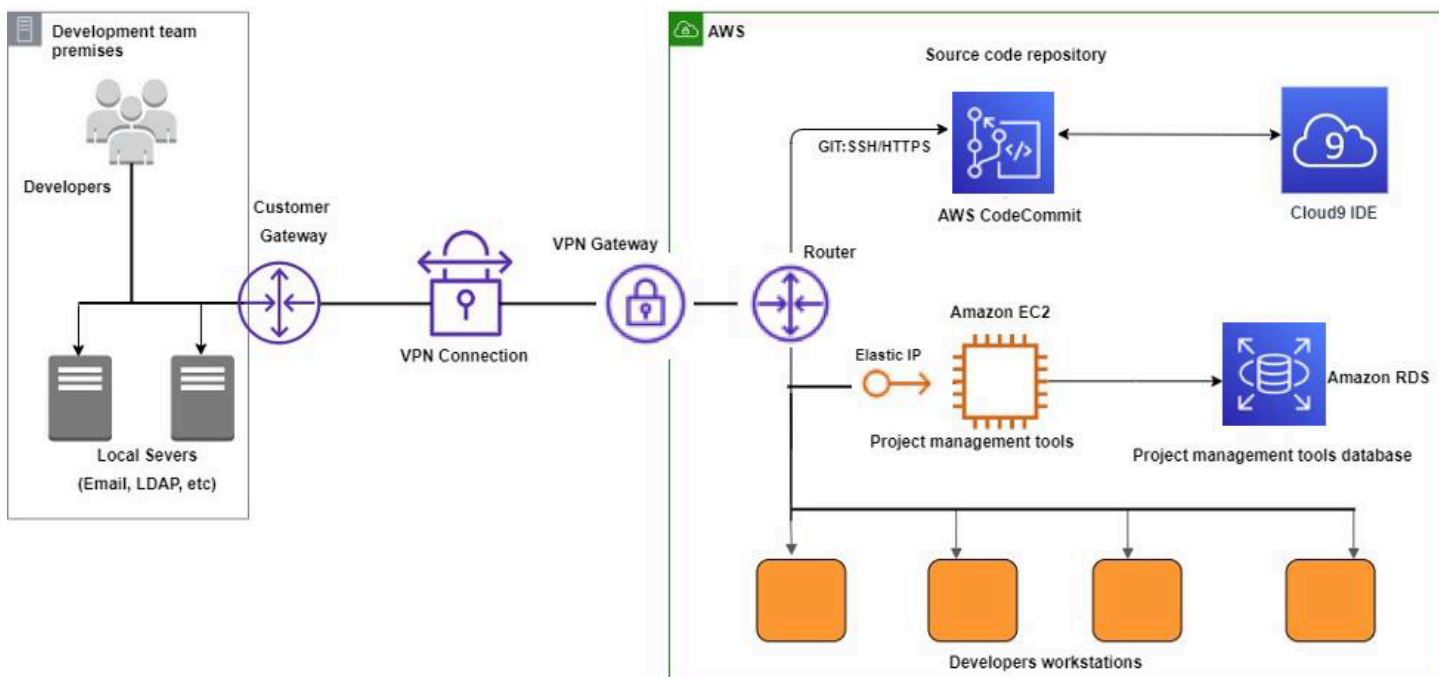 Development team
premises
Developers
Customer
Gateway
Local Severs
(Email, LDAP, etc)
VPN Connection
VPN Gateway
AWS
Source code repository
GIT:SSH/HTTPS
</>
AWS CodeCommit
9
Cloud9 IDE
Router
Amazon EC2
Elastic IP
Project management tools
Amazon RDS
Project management tools database
Developers workstations